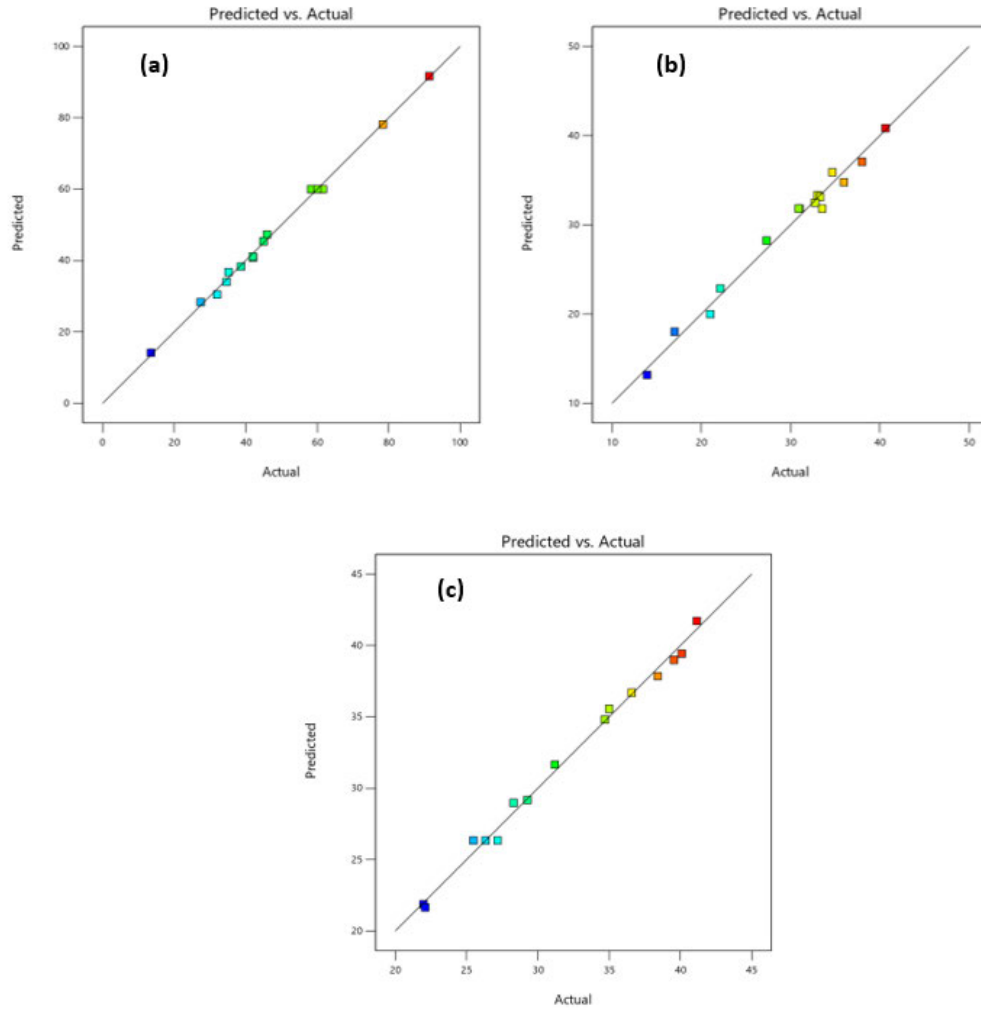 Predicted vs. Actual
(a)
100
80
60
40
20
0
Predicted
0 20 40 60 80 100
Actual
Predicted vs. Actual
(b)
50
40
30
20
10
Predicted
10 20 30 40 50
Actual
Predicted vs. Actual
(c)
45
40
35
30
25
20
Predicted
20 25 30 35 40 45
Actual